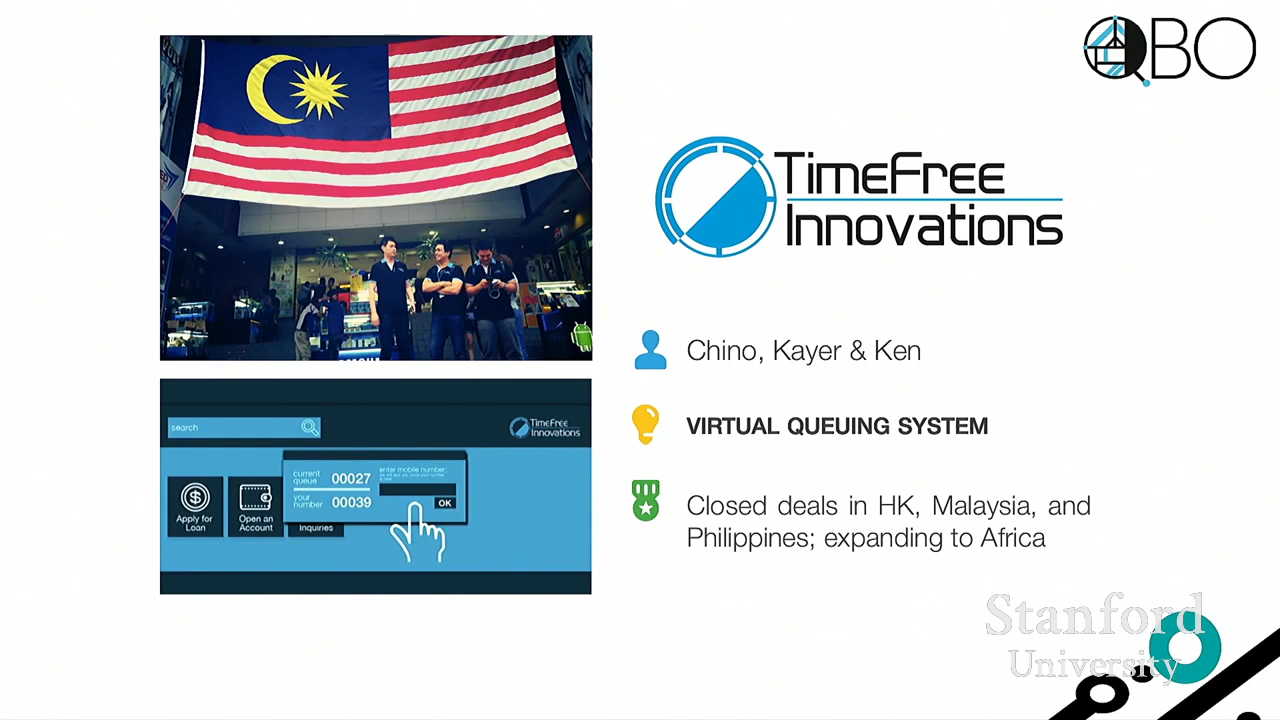 QBO
TimeFree
Innovations
Chino, Kayer & Ken
VIRTUAL QUEUING SYSTEM
Closed deals in HK, Malaysia, and
Philippines; expanding to Africa
search
TimeFree
Innovations
current
queue 00027
your
number 00039
enter mobile number:
OK
Apply for
Loan
Open an
Account
Inquiries
Stanford
University